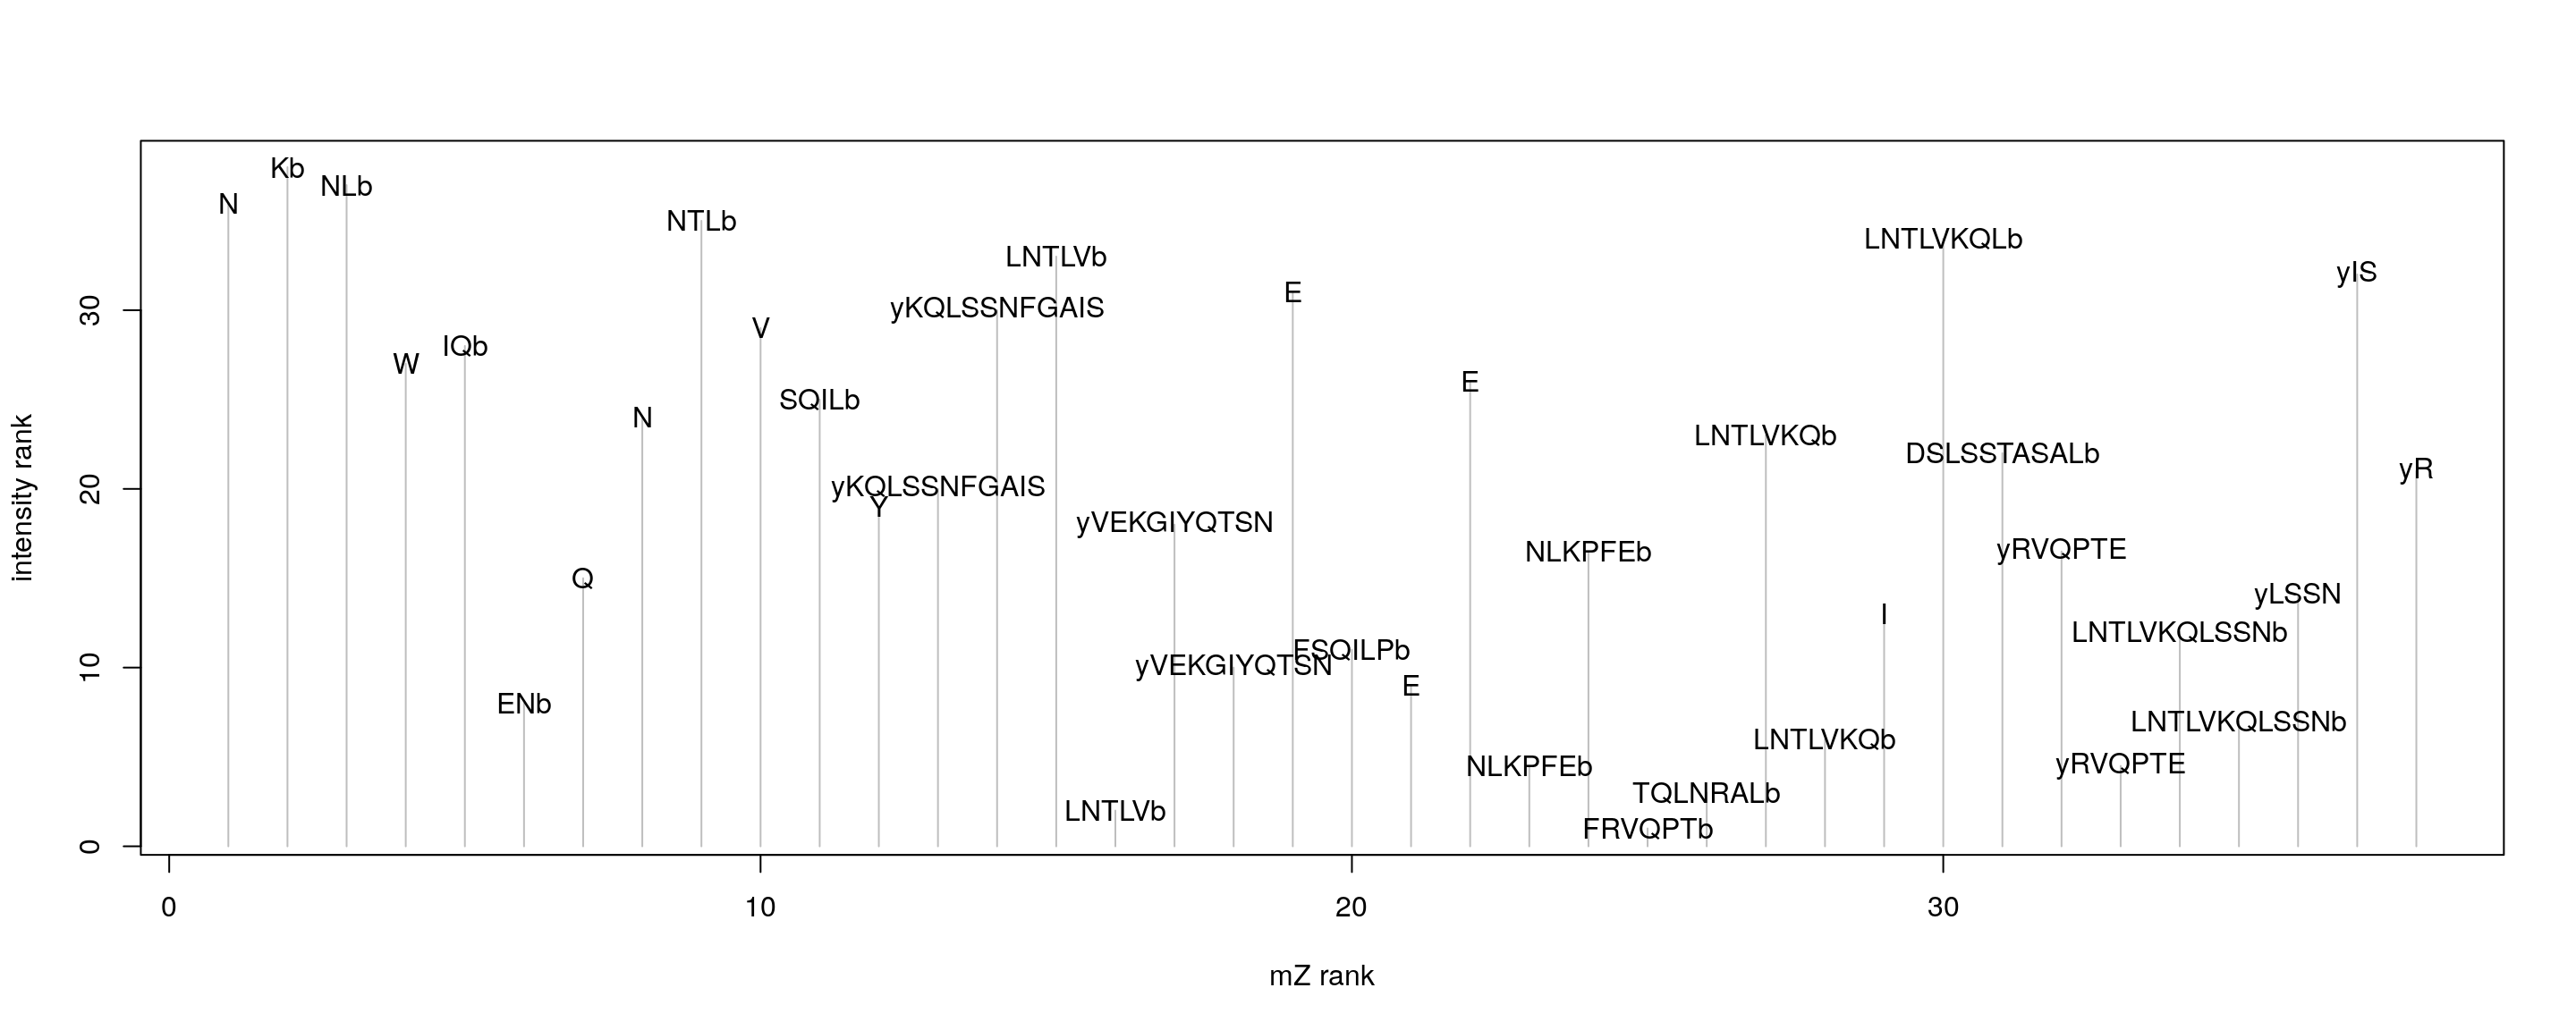 Kb
NLb
N
NTLb
LNTLVKQLb
LNTLVb
yIS
E
yKQLSSNFGAIS
V
IQb
W
E
SQILb
N
LNTLVKQb
DSLSSTASALb
yR
yKQLSSNFGAIS
Y
yVEKGIYQTSN
yRVQPTE
NLKPFEb
Q
yLSSN
I
LNTLVKQLSSNb
yVEKGIYQTSN
E
ENb
LNTLVKQLSSNb
LNTLVKQb
yRVQPTE
NLKPFEb
TQLNRALb
LNTLVb
FRVQPTb
intensity rank
30
20
10
0
0 10 20 30
mZ rank